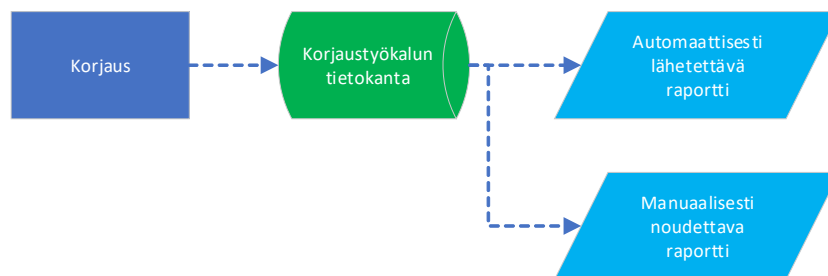 Korjaus
Korjaustyökalun
tietokanta
Automaattisesti
lähetettävä
raportti
Manuaalisesti
noudettava
raportti